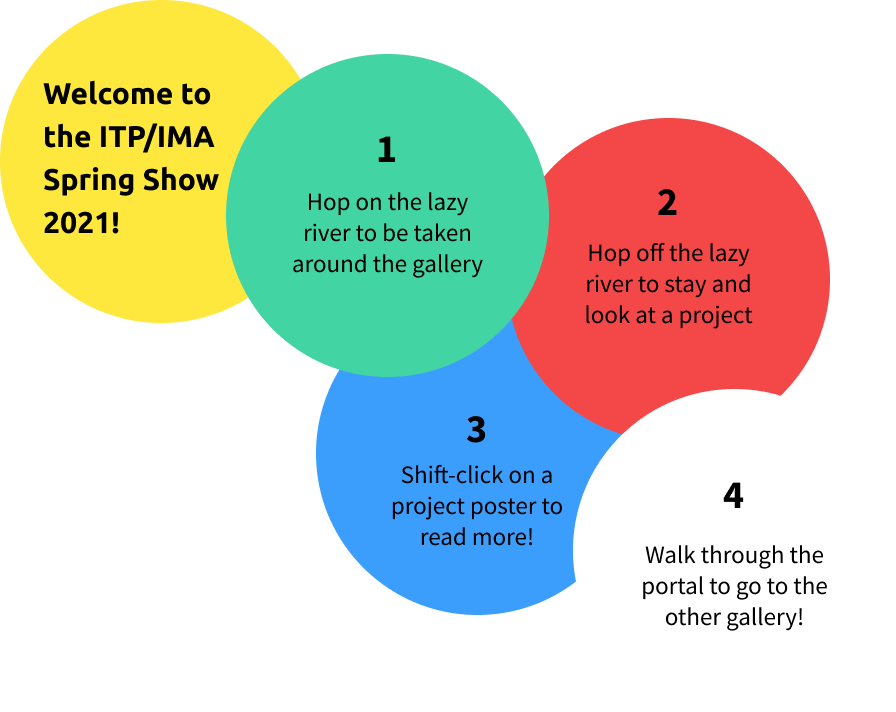 Welcome to
the ITP/IMA
Spring Show
2021!
1
Hop on the lazy
river to be taken
around the gallery
2
Hop off the lazy
river to stay and
look at a project
3
Shift-click on a
project poster to
read more!
4
Walk through the
portal to go to the
other gallery!